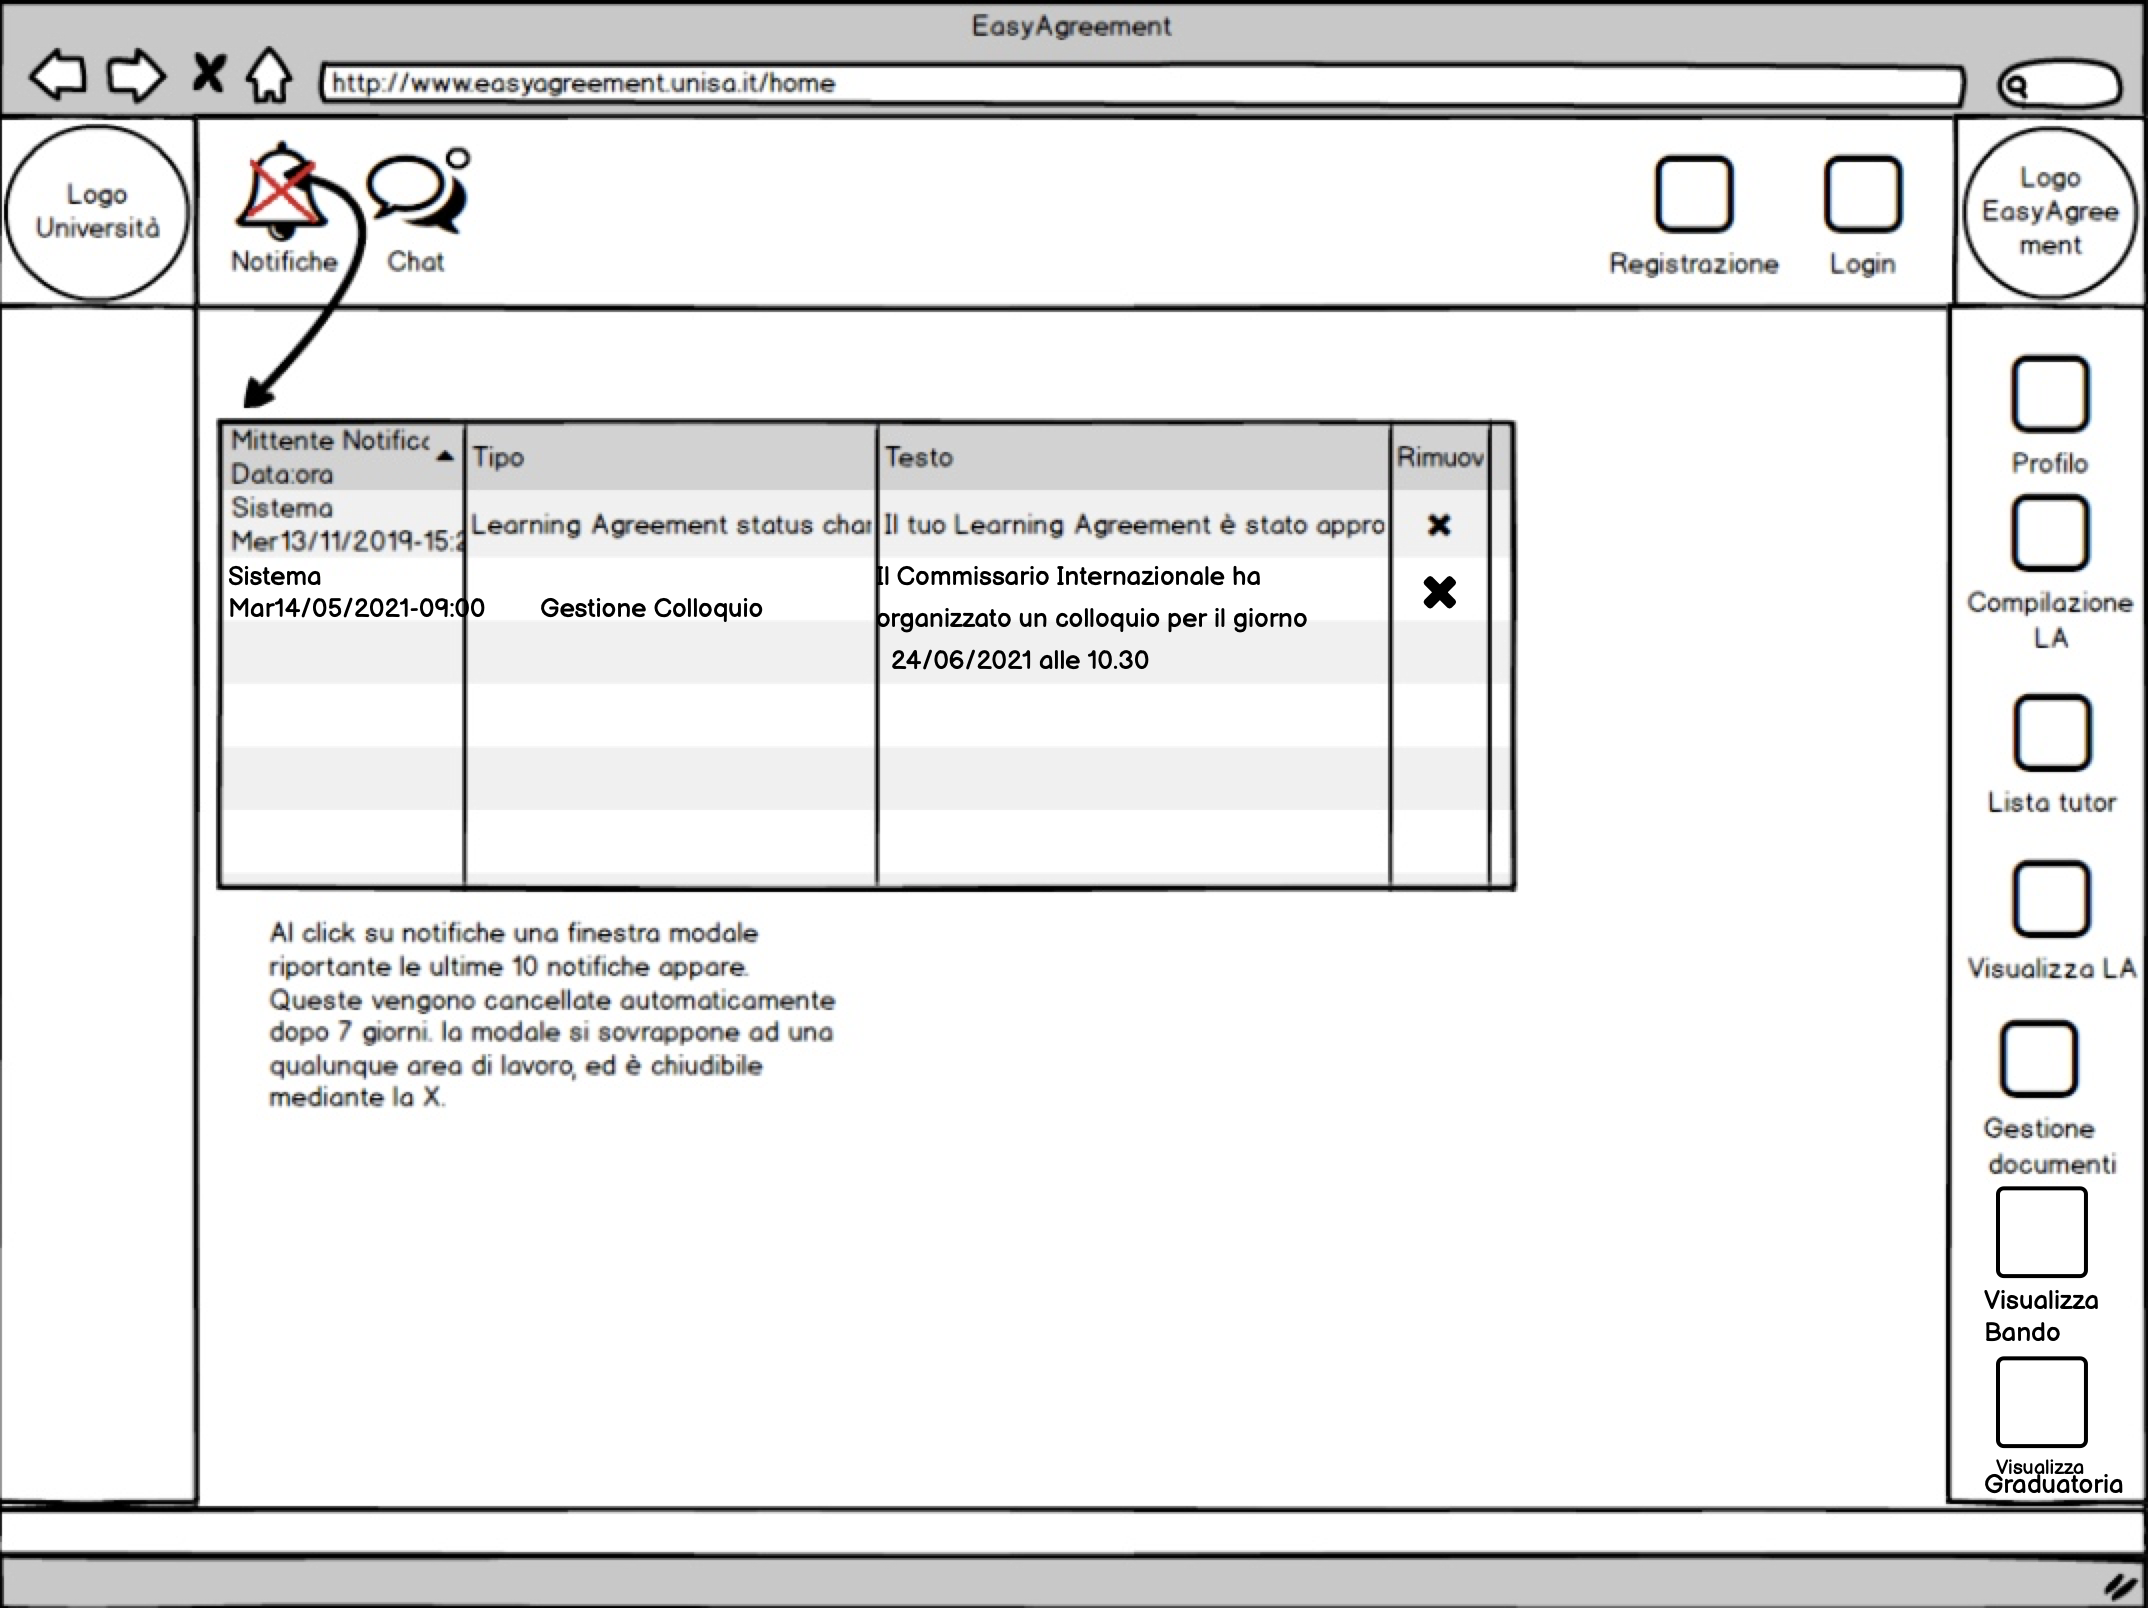 EasyAgreement
http://www.easyagreement.unisa.it/home
Logo
Università
Notifiche
Chat
Registrazione
Login
Logo
EasyAgree
ment
Mittente Notific
Data:ora
Tipo
Testo
Rimuov
Sistema
Mer13/11/2019-15:2
Learning Agreement status char
Il tuo Learning Agreement è stato appro
Sistema
Mar14/05/2021-09:00
Gestione Colloquio
Il Commissario Internazionale ha
organizzato un colloquio per il giorno
24/06/2021 alle 10.30
Al click su notifiche una finestra modale
riportante le ultime 10 notifiche appare.
Queste vengono cancellate automaticamente
dopo 7 giorni. la modale si sovrappone ad una
qualunque area di lavoro, ed è chiudibile
mediante la X.
Profilo
Compilazione
LA
Lista tutor
Visualizza LA
Gestione
documenti
Visualizza
Bando
Visualizza
Graduatoria